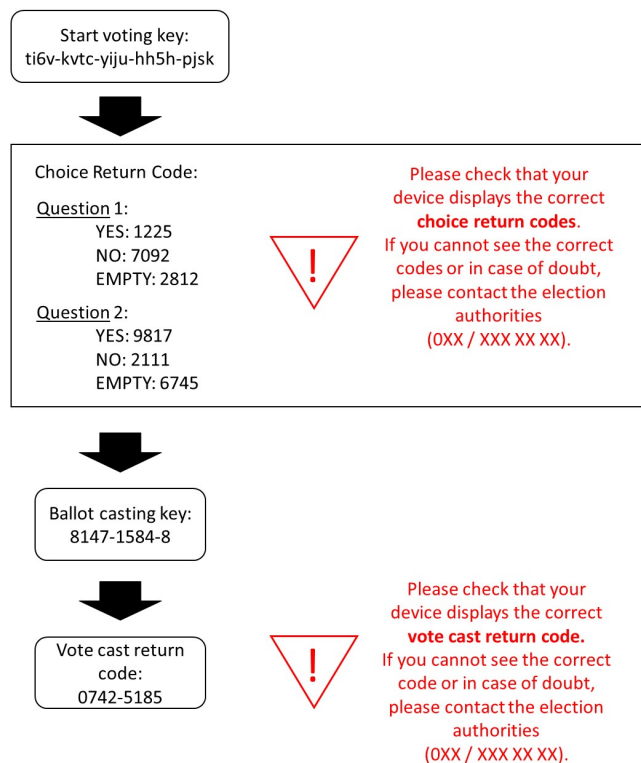 Start voting key:
ti6v-kvtc-yiju-hh5h-pjsk
Choice Return Code:
Question 1:
YES: 1225
NO: 7092
EMPTY: 2812
Question 2:
YES: 9817
NO: 2111
EMPTY: 6745
!
Please check that your
device displays the correct
choice return codes.
If you cannot see the correct
codes or in case of doubt,
please contact the election
authorities
(0XX / XXX XX XX).
Ballot casting key:
8147-1584-8
Vote cast return
code:
0742-5185
!
Please check that your
device displays the correct
vote cast return code.
If you cannot see the correct
code or in case of doubt,
please contact the election
authorities
(0XX / XXX XX XX).